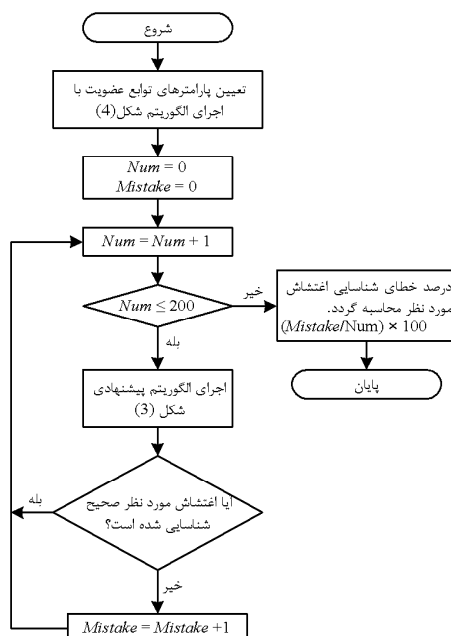 شروع
تعیین پارامترهای توابع عضویت با
اجرای الگوریتم شکل(4)
Num = 0
Mistake = 0
Num = Num + 1
Num ≤ 200
خیر
درصد خطای شناسایی اغتشاش
مورد نظر محاسبه گردد.
(Mistake/Num) × 100
پایان
بله
اجرای الگوریتم پیشنهادی
شکل (3)
آیا اغتشاش مورد نظر صحیح
شناسایی شده است؟
بله
خیر
Mistake = Mistake +1